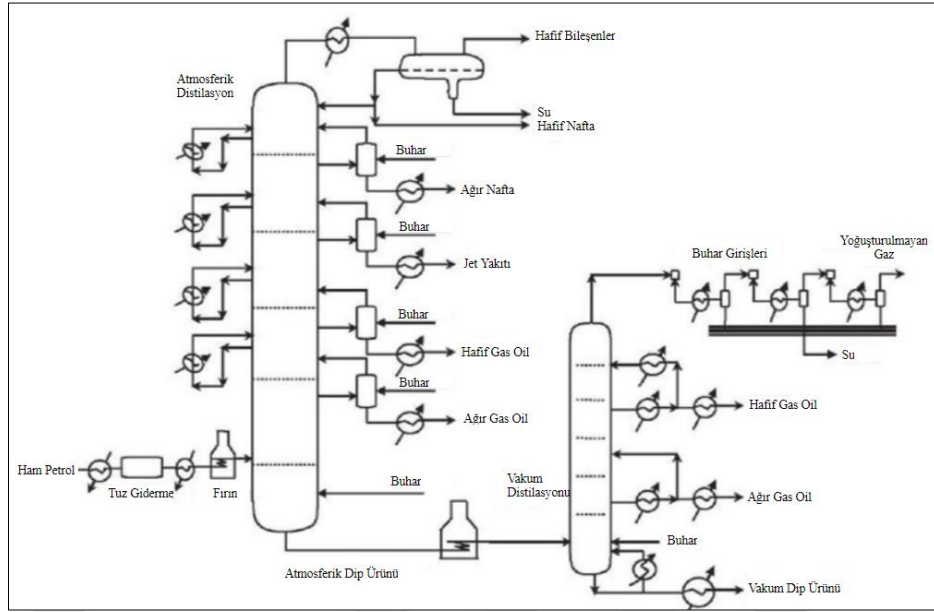 Hafif Bileşenler
Atmosferik
Distilasyon
Su
Hafif Nafta
Buhar
Ağır Nafta
Buhar
Jet Yakıtı
Buhar Girişleri
Yoğuşturulmayan
Gaz
Buhar
Hafif Gas Oil
Su
Buhar
Ağır Gas Oil
Hafif Gas Oil
Ham Petrol
Tuz Giderme
Fırın
Buhar
Vakum
Distilasyonu
Ağır Gas Oil
Buhar
Atmosferik Dip Ürünü
Vakum Dip Ürünü